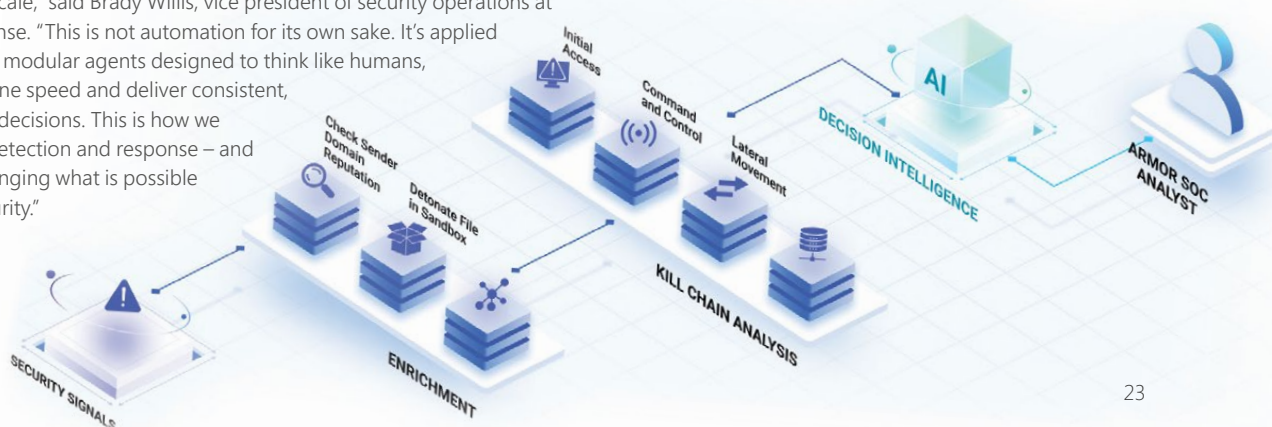 cale," said Brady Willis, vice president of security operations at
nse. “This is not automation for its own sake. It’s applied
modular agents designed to think like humans,
ne speed and deliver consistent,
decisions. This is how we
etection and response – and
nging what is possible
urity.”
Initial
Access
Command
and Control
Lateral
Movement
Check Sender
Domain
Reputation
Detonate File
in Sandbox
AI
DECISION INTELLIGENCE
ARMOR SOC
ANALYST
KILL CHAIN ANALYSIS
ENRICHMENT
SECURITY SIGNALS
23